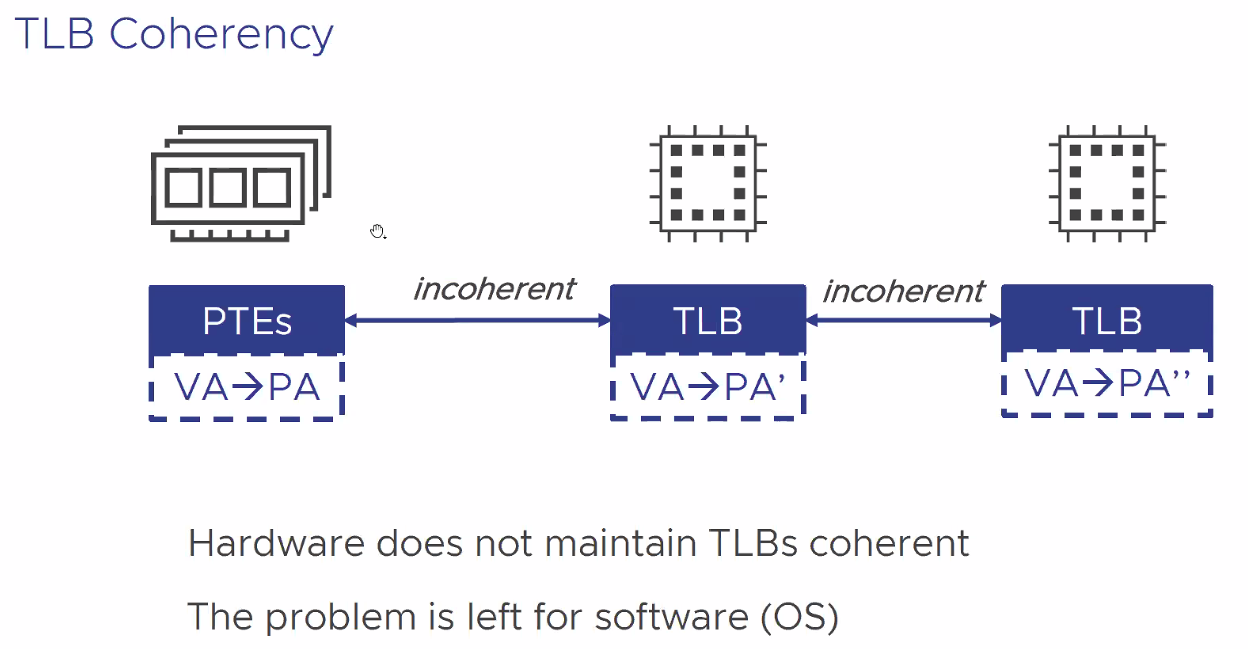 TLB Coherency
incoherent
incoherent
PTEs
TLB
TLB
VA→PA
VA→PA’
VA→PA’’
Hardware does not maintain TLBs coherent
The problem is left for software (OS)